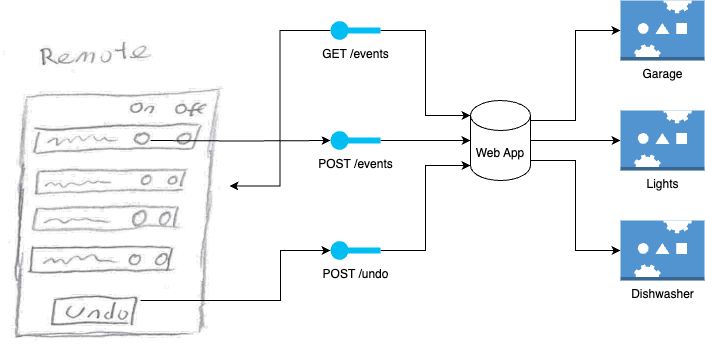 Remote
On Off
Undo
GET /events
POST /events
POST /undo
Web App
Garage
Lights
Dishwasher